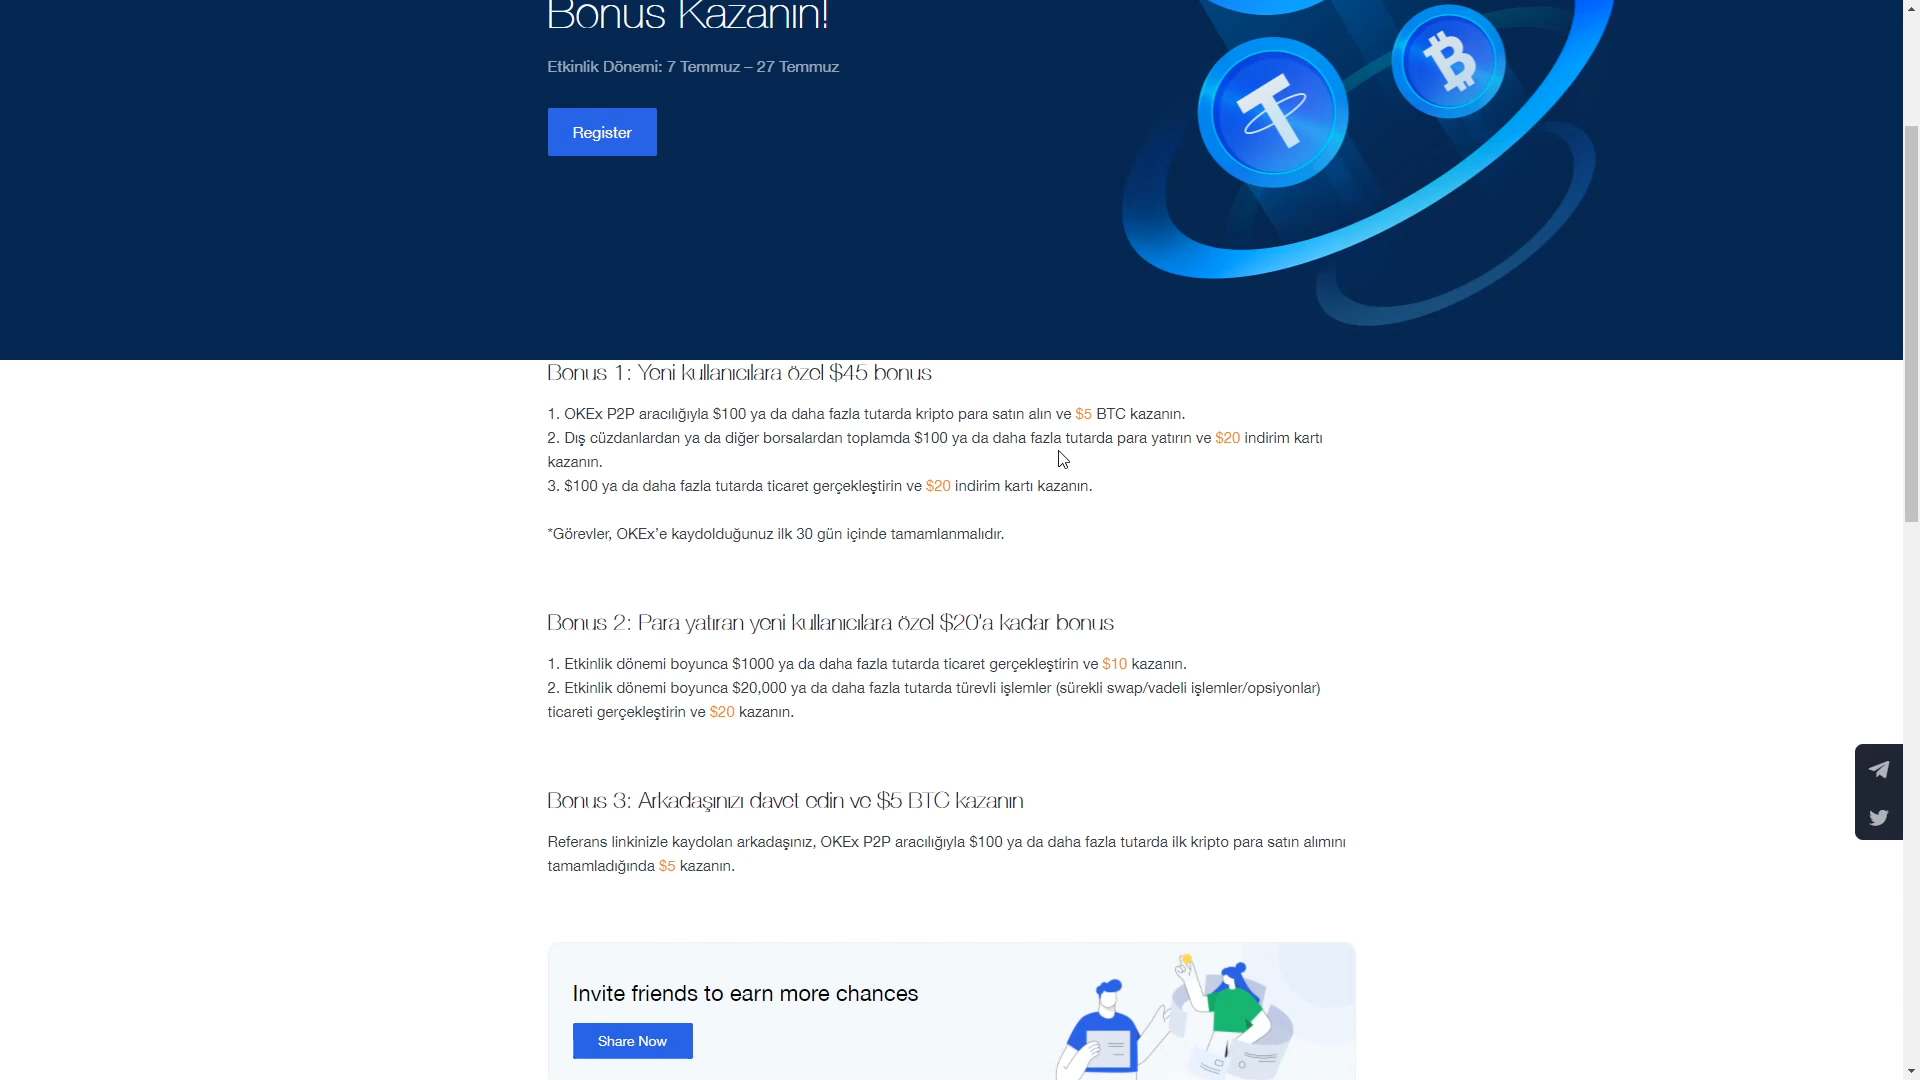 Bonus Kazanın!
Etkinlik Dönemi: 7 Temmuz – 27 Temmuz
Register
Bonus 1: Yeni kullanıcılara özel $45 bonus
1. OKEx P2P aracılığıyla $100 ya da daha fazla tutarda kripto para satın alın ve $5 BTC kazanın.
2. Dış cüzdanlardan ya da diğer borsalardan toplamda $100 ya da daha fazla tutarda para yatırın ve $20 indirim kartı
kazanın.
3. $100 ya da daha fazla tutarda ticaret gerçekleştirin ve $20 indirim kartı kazanın.
*Görevler, OKEx’e kaydolduğunuz ilk 30 gün içinde tamamlanmalıdır.
Bonus 2: Para yatıran yeni kullanıcılara özel $20'a kadar bonus
1. Etkinlik dönemi boyunca $1000 ya da daha fazla tutarda ticaret gerçekleştirin ve $10 kazanın.
2. Etkinlik dönemi boyunca $20,000 ya da daha fazla tutarda türevli işlemler (sürekli swap/vadeli işlemler/opsiyonlar)
ticareti gerçekleştirin ve $20 kazanın.
Bonus 3: Arkadaşınızı davet edin ve $5 BTC kazanın
Referans linkinizle kaydolan arkadaşınız, OKEx P2P aracılığıyla $100 ya da daha fazla tutarda ilk kripto para satın alımını
tamamladığında $5 kazanın.
Invite friends to earn more chances
Share Now